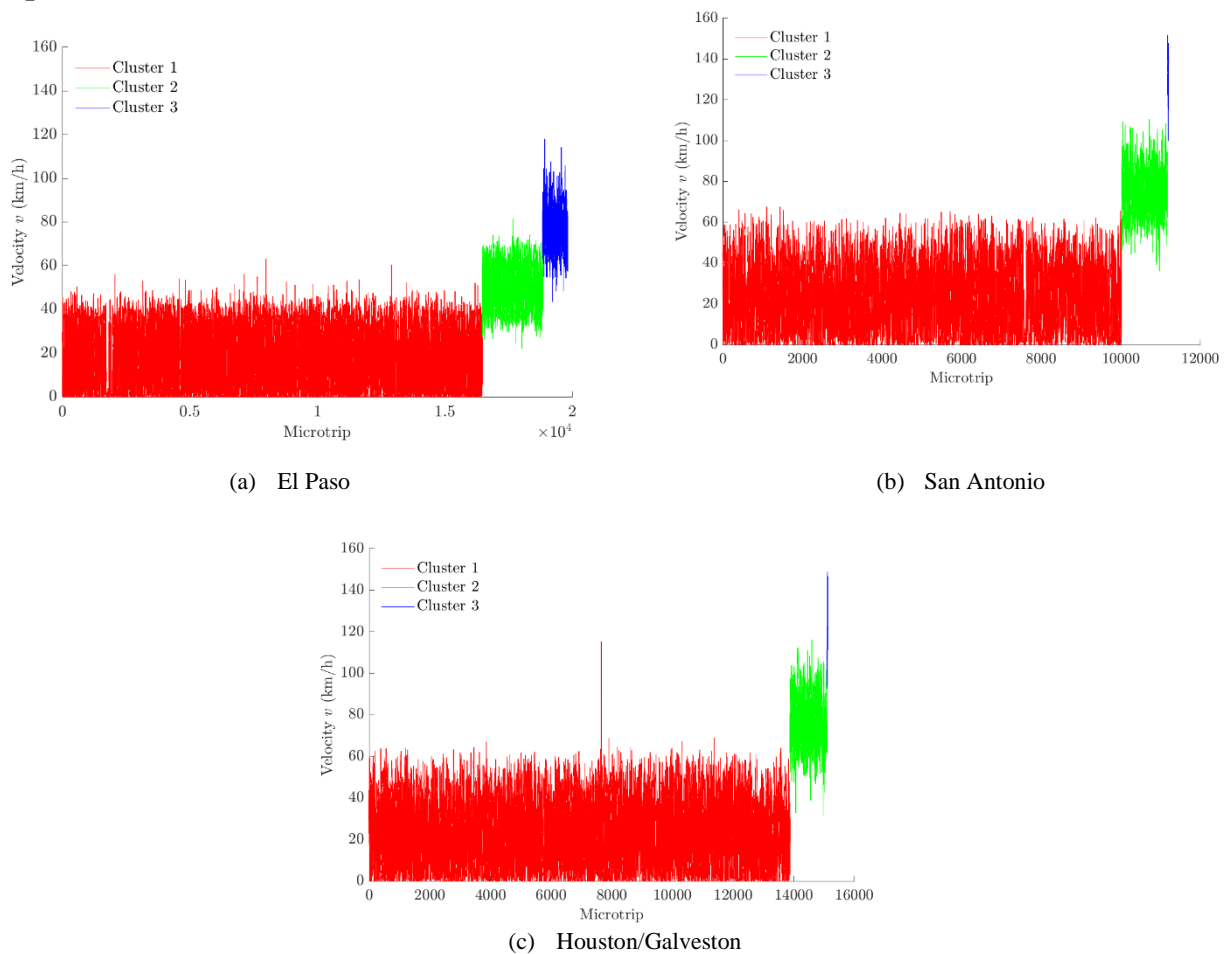 160
140
120
100
80
60
40
20
0
Velocity v (km/h)
Cluster 1
Cluster 2
Cluster 3
0
0.5
1
1.5
2
×10⁴
Microtrip
(a) El Paso
160
140
120
100
80
60
40
20
0
Velocity v (km/h)
Cluster 1
Cluster 2
Cluster 3
0
2000
4000
6000
8000
10000
12000
Microtrip
(b) San Antonio
160
140
120
100
80
60
40
20
0
Velocity v (km/h)
Cluster 1
Cluster 2
Cluster 3
0
2000
4000
6000
8000
10000
12000
14000
16000
Microtrip
(c) Houston/Galveston